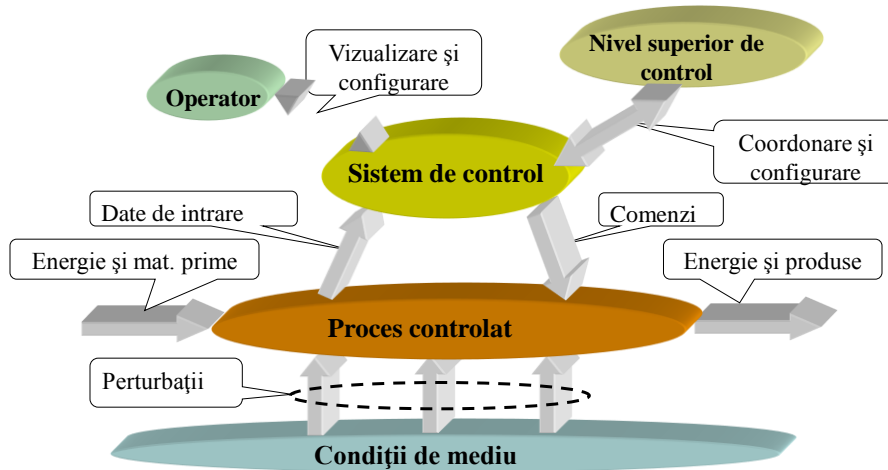 Nivel superior de
control
Vizualizare şi
configurare
Operator
Coordonare şi
configurare
Sistem de control
Date de intrare
Comenzi
Energie şi mat. prime
Energie şi produse
Proces controlat
Perturbaţii
Condiţii de mediu